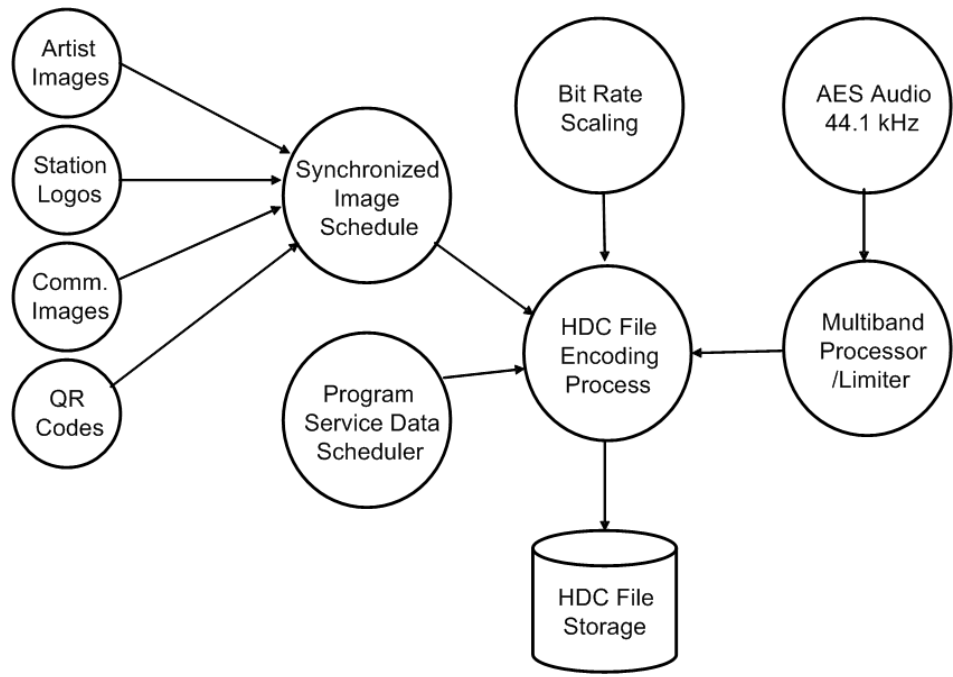 Artist
Images
Station
Logos
Comm.
Images
QR
Codes
Synchronized
Image
Schedule
Program
Service Data
Scheduler
Bit Rate
Scaling
HDC File
Encoding
Process
HDC File
Storage
AES Audio
44.1 kHz
Multiband
Processor
/Limiter